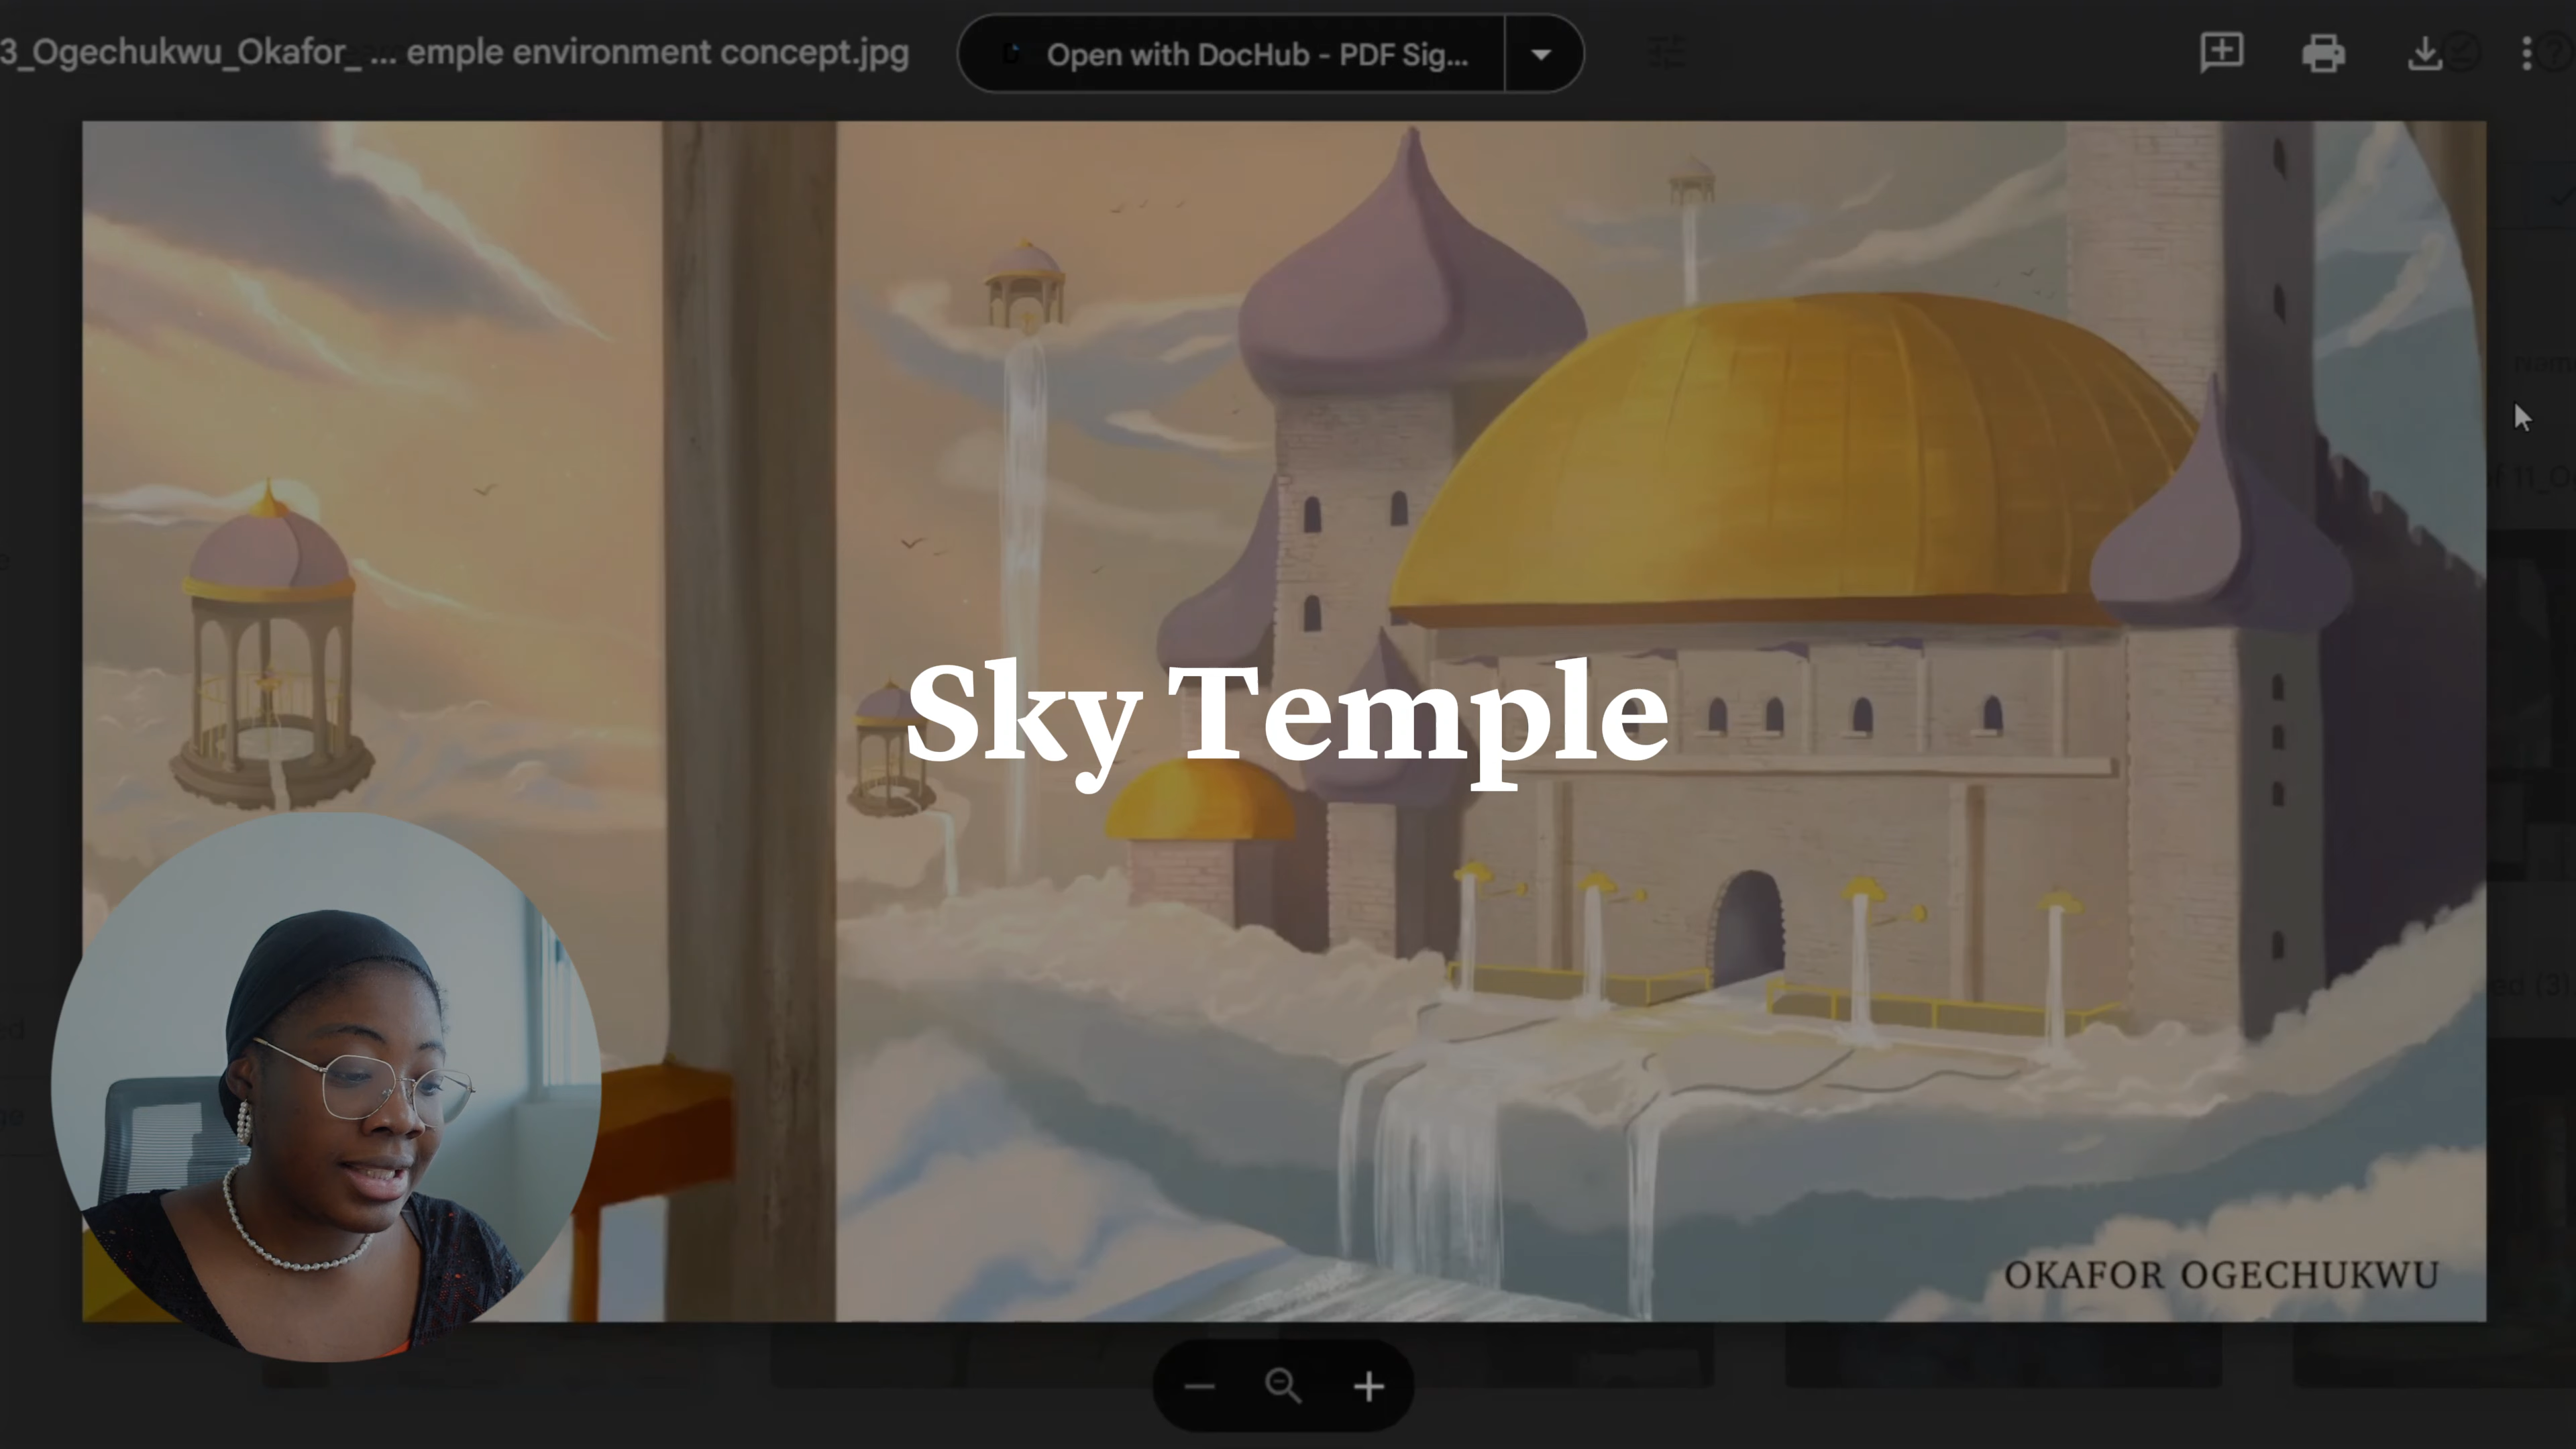 3_Ogechukwu_Okafor_... emple environment concept.jpg
Open with DocHub - PDF Sig...
Sky Temple
OKAFOR OGECHUKWU